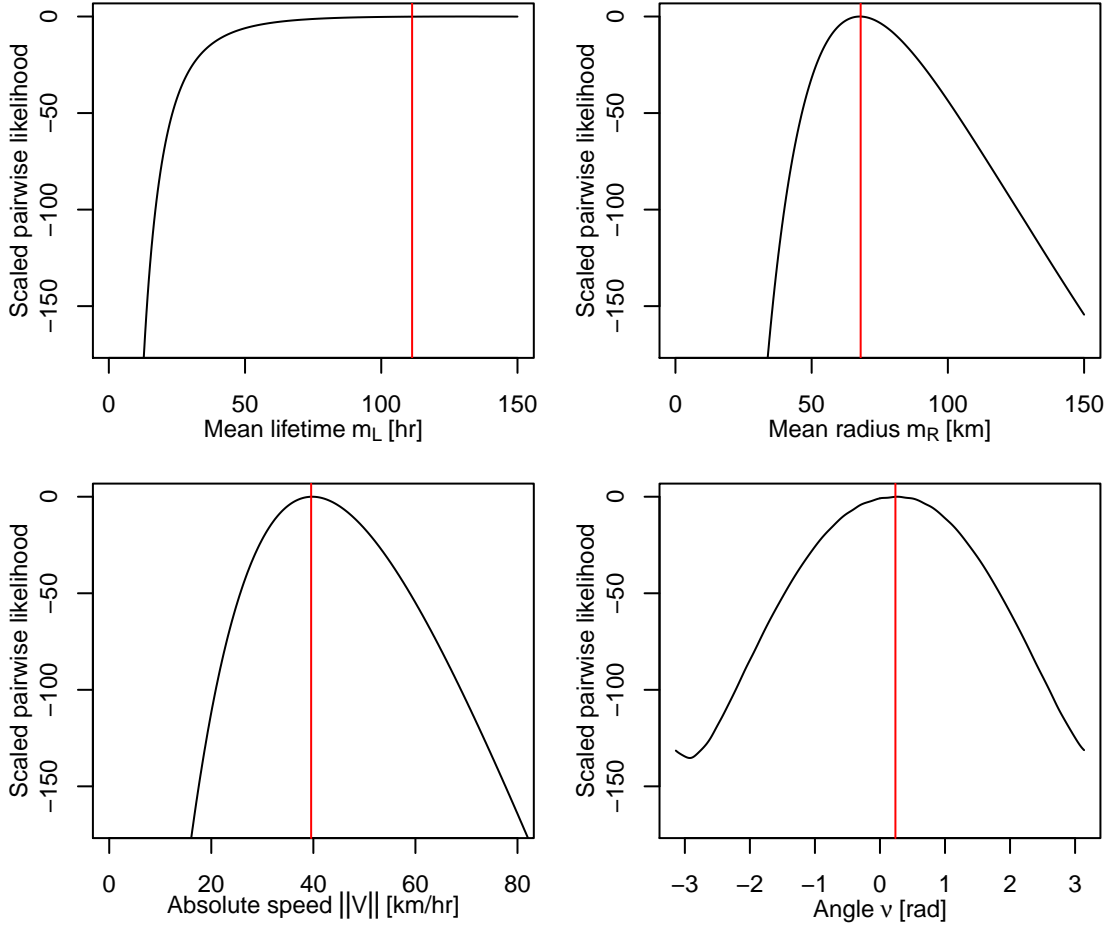 0
−50
−100
−150
Scaled pairwise likelihood
0 50 100 150
Mean lifetime m_L [hr]
0
−50
−100
−150
Scaled pairwise likelihood
0 50 100 150
Mean radius m_R [km]
0
−50
−100
−150
Scaled pairwise likelihood
0 20 40 60 80
Absolute speed ||V|| [km/hr]
0
−50
−100
−150
Scaled pairwise likelihood
−3 −2 −1 0 1 2 3
Angle ν [rad]